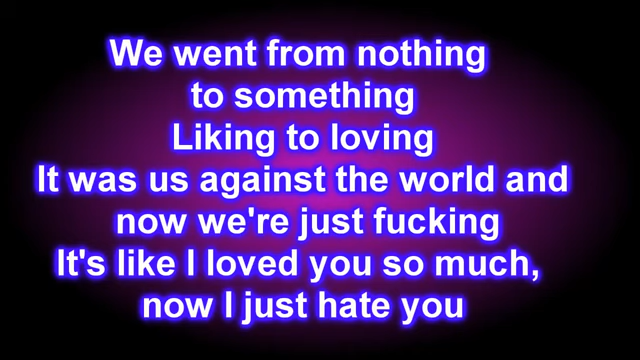 We went from nothing
to something
Liking to loving
It was us against the world and
now we're just fucking
It's like I loved you so much,
now I just hate you